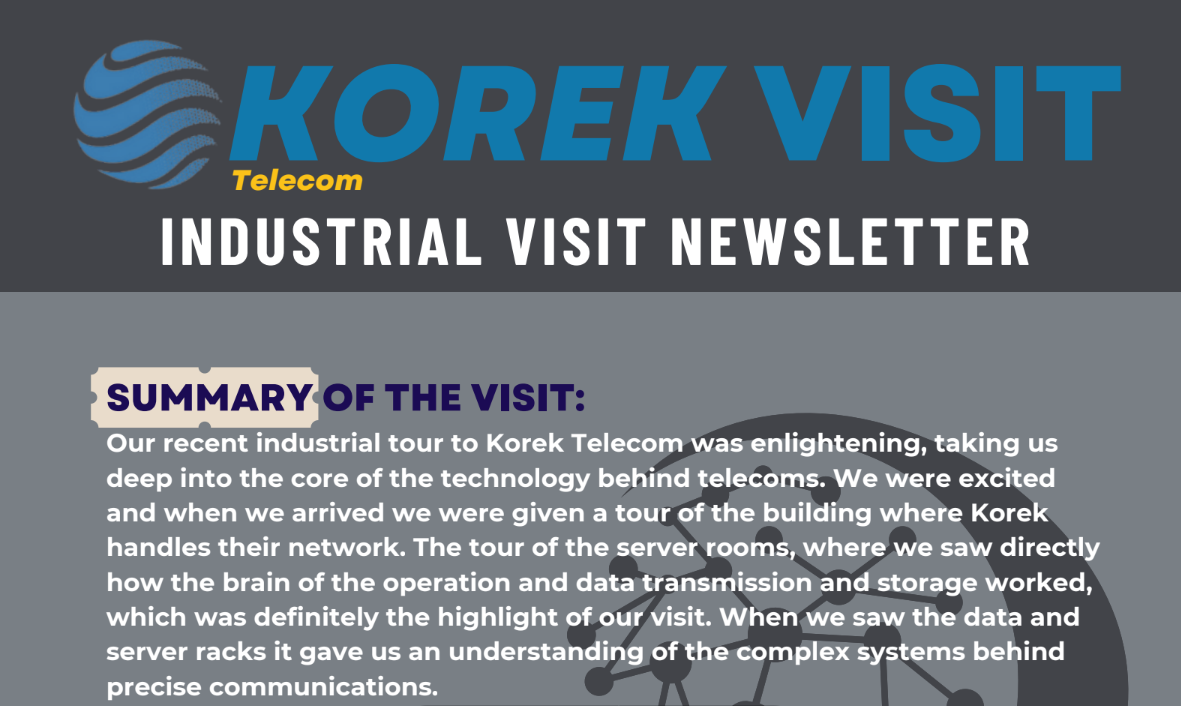 KOREK VISIT
Telecom
INDUSTRIAL VISIT NEWSLETTER
SUMMARY OF THE VISIT:
Our recent industrial tour to Korek Telecom was enlightening, taking us
deep into the core of the technology behind telecoms. We were excited
and when we arrived we were given a tour of the building where Korek
handles their network. The tour of the server rooms, where we saw directly
how the brain of the operation and data transmission and storage worked,
which was definitely the highlight of our visit. When we saw the data and
server racks it gave us an understanding of the complex systems behind
precise communications.